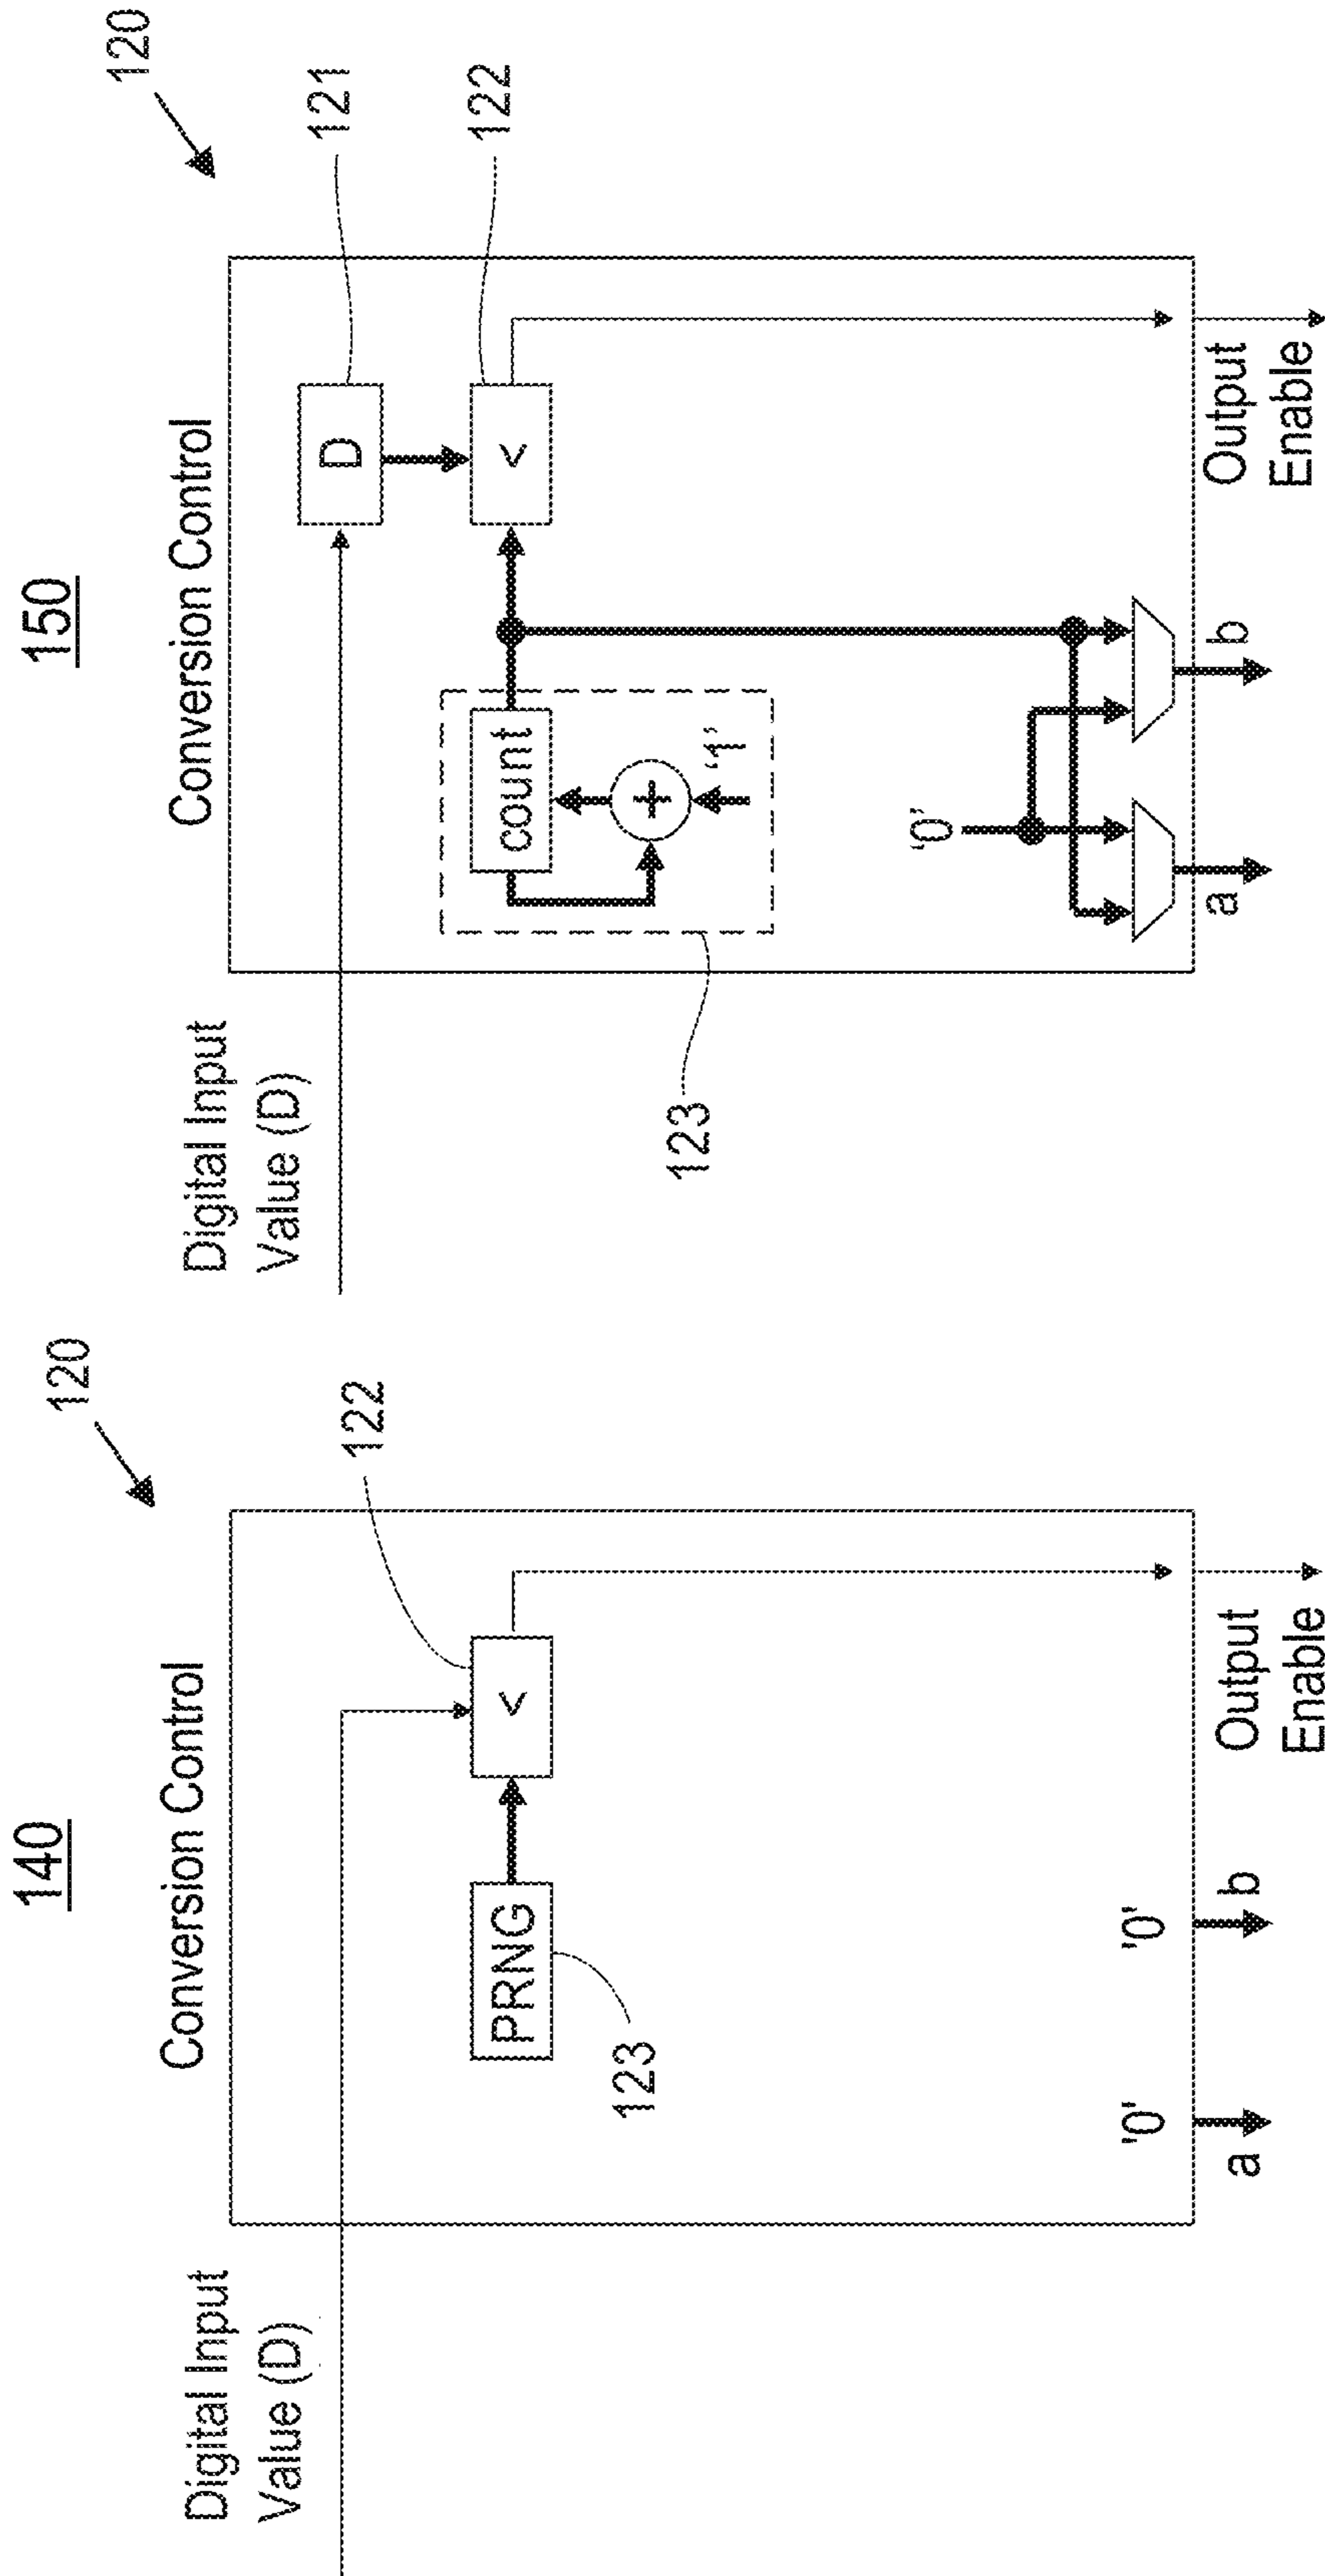 140
120
Conversion Control
Digital Input
Value (D)
122
<
PRNG
123
'0'
'0'
a
b
Output
Enable
150
120
Conversion Control
Digital Input
Value (D)
121
D
122
<
count
+
'1'
123
'0'
a
b
Output
Enable